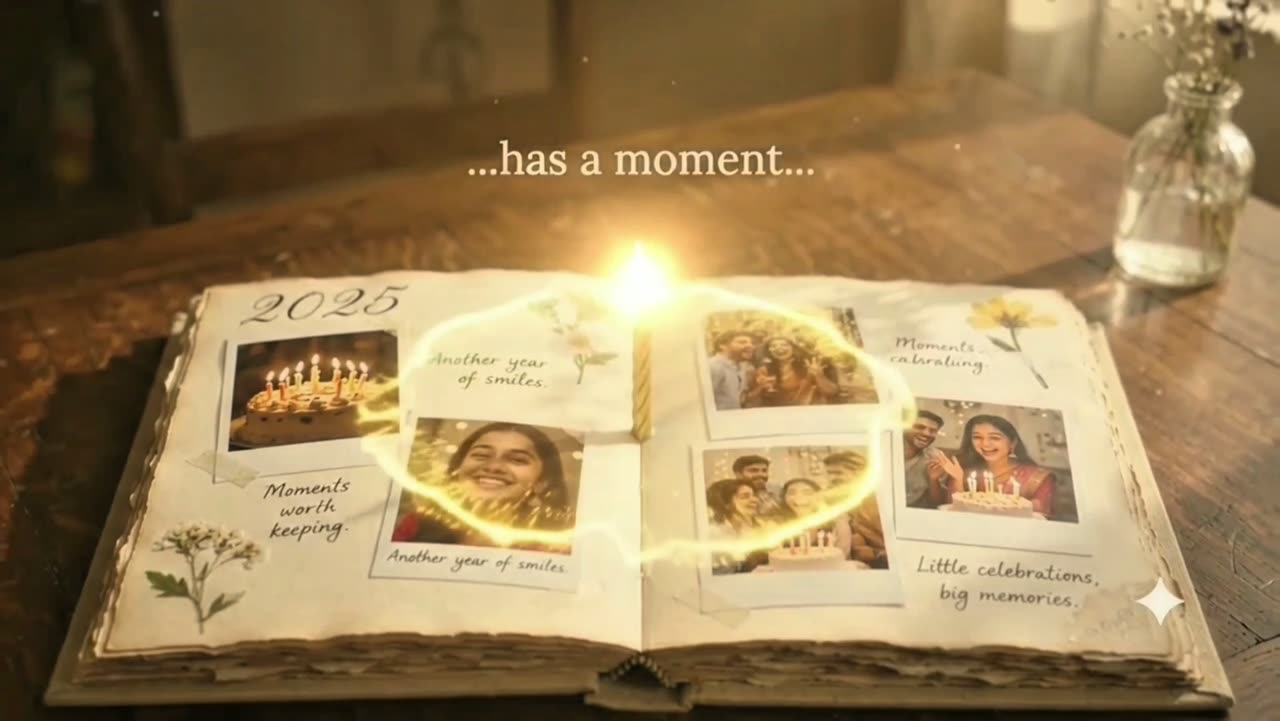 ...has a moment...
2025
Another year
of smiles.
Moments
worth
keeping.
Another year of smiles.
Moments
Little celebrations,
big memories.